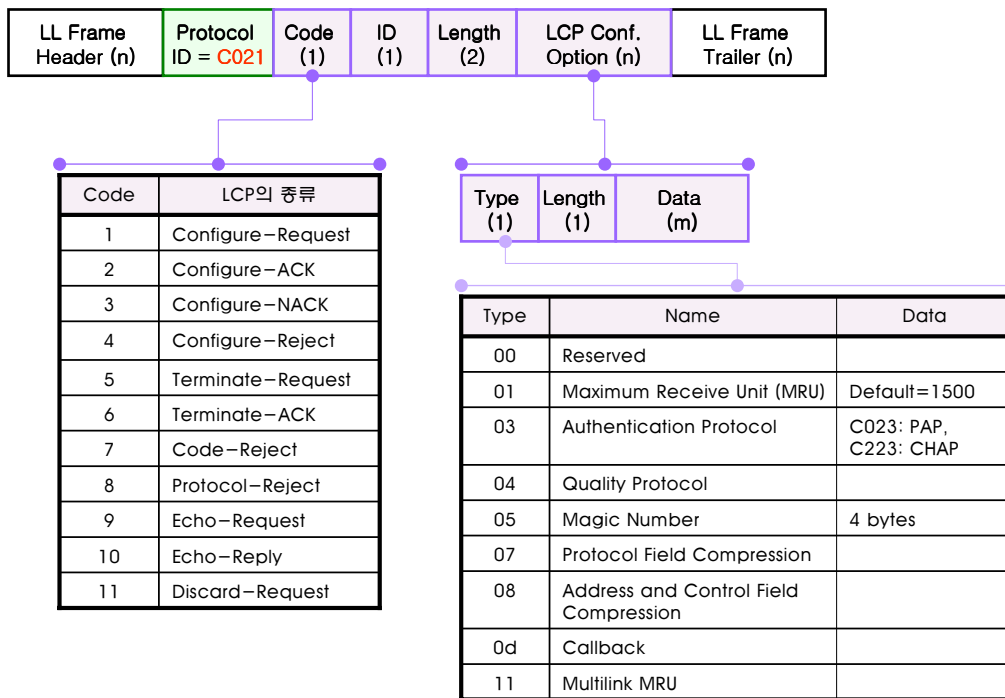 LL Frame Header (n)
Protocol ID = C021
Code (1)
ID (1)
Length (2)
LCP Conf. Option (n)
LL Frame Trailer (n)
Code LCP의 종류
1 Configure-Request
2 Configure-ACK
3 Configure-NACK
4 Configure-Reject
5 Terminate-Request
6 Terminate-ACK
7 Code-Reject
8 Protocol-Reject
9 Echo-Request
10 Echo-Reply
11 Discard-Request
Type (1)
Length (1)
Data (m)
Type Name Data
00 Reserved
01 Maximum Receive Unit (MRU) Default=1500
03 Authentication Protocol C023: PAP,
C223: CHAP
04 Quality Protocol
05 Magic Number 4 bytes
07 Protocol Field Compression
08 Address and Control Field
Compression
0d Callback
11 Multilink MRU